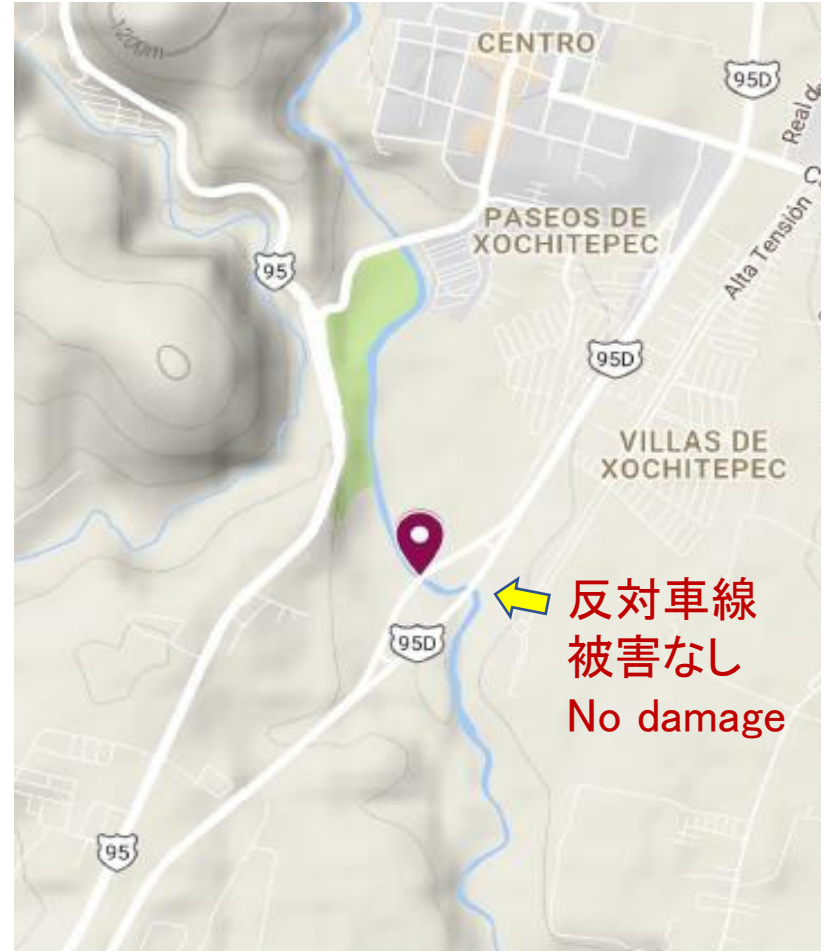 1200m
CENTRO
95D
Real de
Alta Tensión
PASEOS DE
XOCHITEPEC
95
95D
VILLAS DE
XOCHITEPEC
反対車線
被害なし
No damage
95D
95